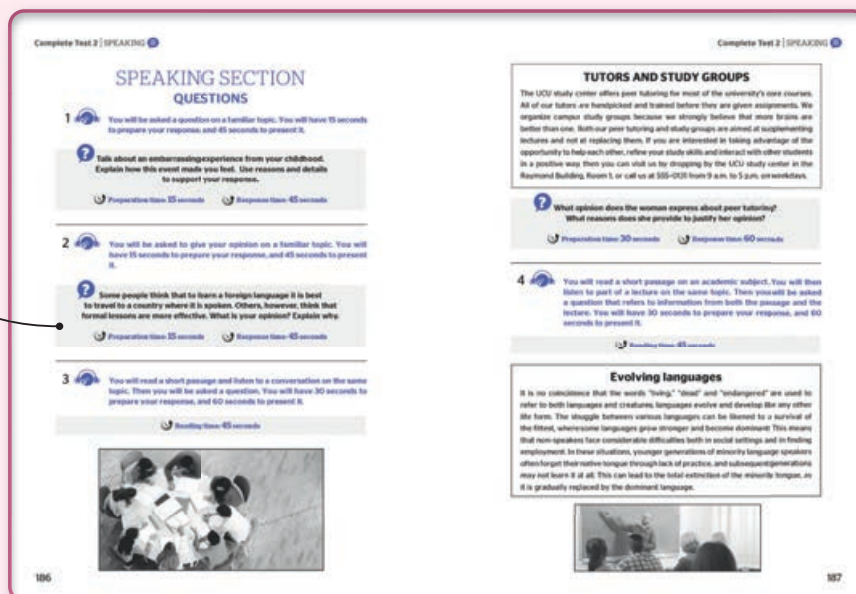 Complete Test 2 | SPEAKING
SPEAKING SECTION
QUESTIONS
1 You will be asked a question on a familiar topic. You will have 15 seconds
to prepare your response, and 45 seconds to present it.
? Talk about an embarrassing experience from your childhood.
Explain how this event made you feel. Use reasons and details
to support your response.
Preparation time: 15 seconds Response time: 45 seconds
2 You will be asked to give your opinion on a familiar topic. You will
have 15 seconds to prepare your response, and 45 seconds to present
it.
? Some people think that to learn a foreign language it is best
to travel to a country where it is spoken. Others, however, think that
formal lessons are more effective. What is your opinion? Explain why.
Preparation time: 15 seconds Response time: 45 seconds
3 You will read a short passage and listen to a conversation on the same
topic. Then you will be asked a question. You will have 30 seconds to
prepare your response, and 60 seconds to present it.
Reading time: 45 seconds
186
Complete Test 2 | SPEAKING
TUTORS AND STUDY GROUPS
The UCU study center offers peer tutoring for most of the university's core courses.
All of our tutors are handpicked and trained before they are given assignments. We
organize campus study groups because we strongly believe that more brains are
better than one. Both our peer tutoring and study groups are aimed at supplementing
lectures and not at replacing them. If you are interested in taking advantage of the
opportunity to help each other, refine your study skills and interact with other students
in a positive way then you can visit us by dropping by the UCU study center in the
Raymond Building, Room 1, or call us at 555-0131 from 9 a.m. to 5 p.m. on weekdays.
? What opinion does the woman express about peer tutoring?
What reasons does she provide to justify her opinion?
Preparation time: 30 seconds Response time: 60 seconds
4 You will read a short passage on an academic subject. You will then
listen to part of a lecture on the same topic. Then you will be asked
a question that refers to information from both the passage and the
lecture. You will have 30 seconds to prepare your response, and 60
seconds to present it.
Reading time: 45 seconds
Evolving languages
It is no coincidence that the words "living," "dead" and "endangered" are used to
refer to both languages and creatures, languages evolve and develop like any other
life form. The struggle between various languages can be likened to a survival of
the fittest, where some languages grow stronger and become dominant. This means
that non-speakers face considerable difficulties both in social settings and in finding
employment. In these situations, younger generations of minority language speakers
often forget their native tongue through lack of practice, and subsequent generations
may not learn it at all. This can lead to the total extinction of the minority tongue, as
it is gradually replaced by the dominant language.
187